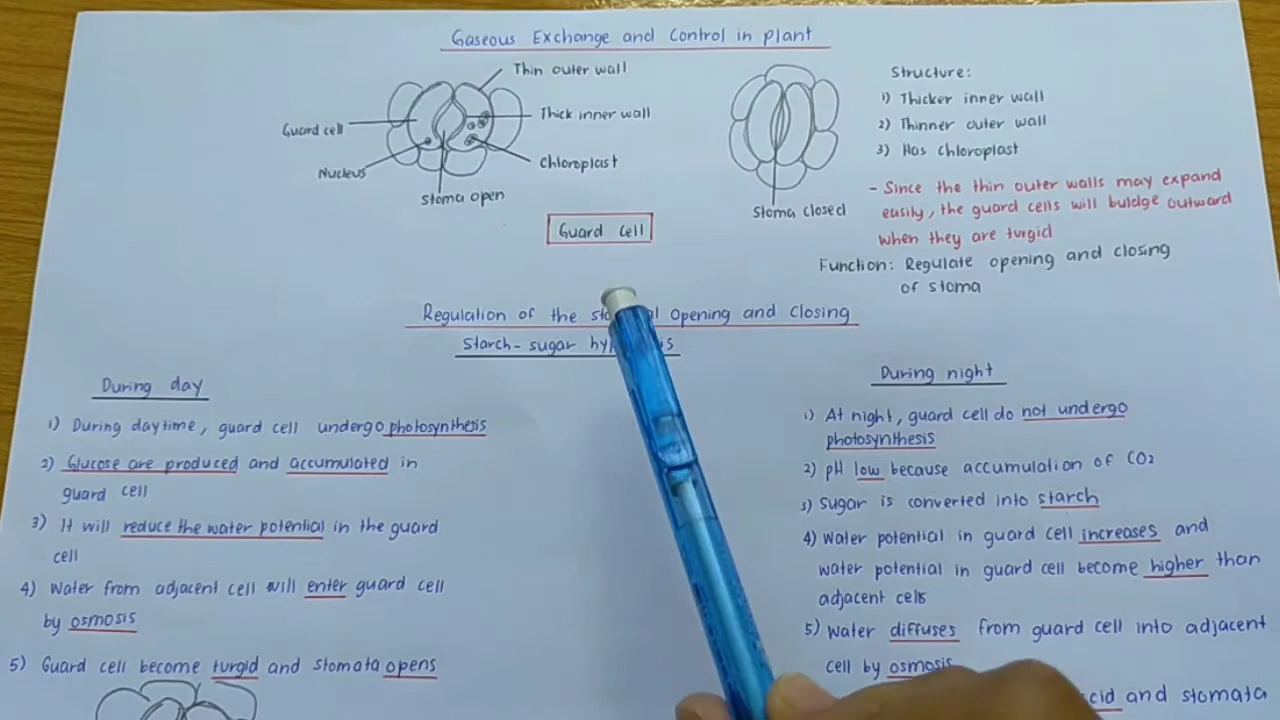 Gaseous Exchange and Control in plant
Thin outer wall
Thick inner wall
Guard cell
Chloroplast
Nucleus
Stoma open
Stoma closed
Guard cell
Structure:
1) Thicker inner wall
2) Thinner outer wall
3) Has chloroplast
- Since the thin outer walls may expand
easily, the guard cells will buldge outward
when they are turgid
Function: Regulate opening and closing
of stoma
Regulation of the opening and closing
Starch - sugar
During day
1) During daytime, guard cell undergo photosynthesis
2) Glucose are produced and accumulated in
guard cell
3) It will reduce the water potential in the guard
cell
4) Water from adjacent cell will enter guard cell
by osmosis
5) Guard cell become turgid and stomata opens
During night
1) At night, guard cell do not undergo
photosynthesis
2) pH low because accumulation of CO2
3) Sugar is converted into starch
4) Water potential in guard cell increases and
water potential in guard cell become higher than
adjacent cells
5) Water diffuses from guard cell into adjacent
cell by osmosis
and stomata